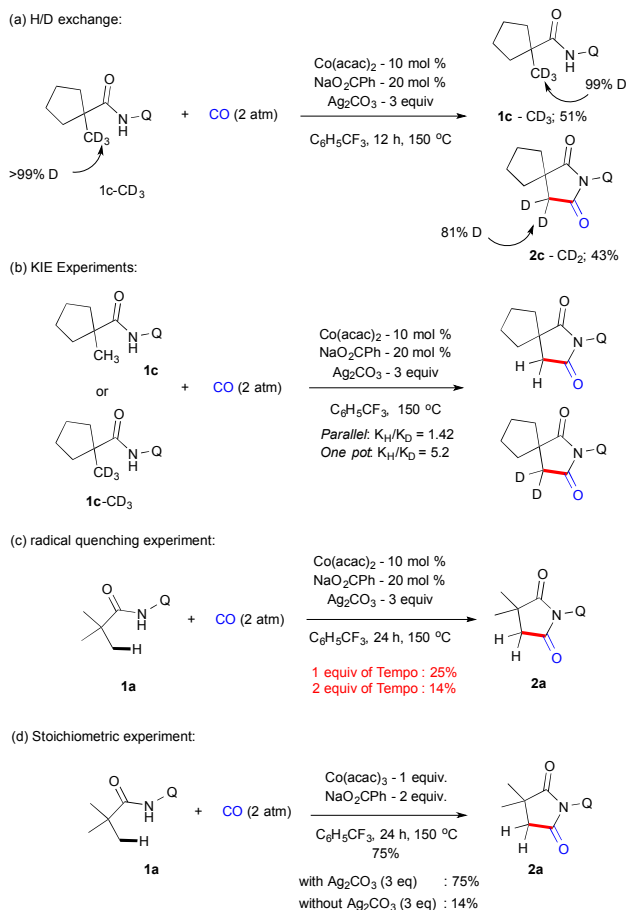 (a) H/D exchange:
O
N
H
Q
CD3
>99% D
1c-CD3
+ CO (2 atm)
Co(acac)2 - 10 mol %
NaO2CPh - 20 mol %
Ag2CO3 - 3 equiv
C6H5CF3, 12 h, 150 ºC
O
N
H
Q
CD3
99% D
1c - CD3; 51%
O
N-Q
D
D
O
81% D
2c - CD2; 43%
(b) KIE Experiments:
O
N
H
Q
CH3
1c
or
O
N
H
Q
CD3
1c-CD3
+ CO (2 atm)
Co(acac)2 - 10 mol %
NaO2CPh - 20 mol %
Ag2CO3 - 3 equiv
C6H5CF3, 150 ºC
Parallel: KH/KD = 1.42
One pot: KH/KD = 5.2
O
N-Q
H
H
O
O
N-Q
D
D
O
(c) radical quenching experiment:
O
Q
N
H
H
1a
+ CO (2 atm)
Co(acac)2 - 10 mol %
NaO2CPh - 20 mol %
Ag2CO3 - 3 equiv
C6H5CF3, 24 h, 150 ºC
1 equiv of Tempo : 25%
2 equiv of Tempo : 14%
O
N-Q
H
H
O
2a
(d) Stoichiometric experiment:
O
Q
N
H
H
1a
+ CO (2 atm)
Co(acac)3 - 1 equiv.
NaO2CPh - 2 equiv.
C6H5CF3, 24 h, 150 ºC
75%
with Ag2CO3 (3 eq) : 75%
without Ag2CO3 (3 eq) : 14%
O
N-Q
H
H
O
2a